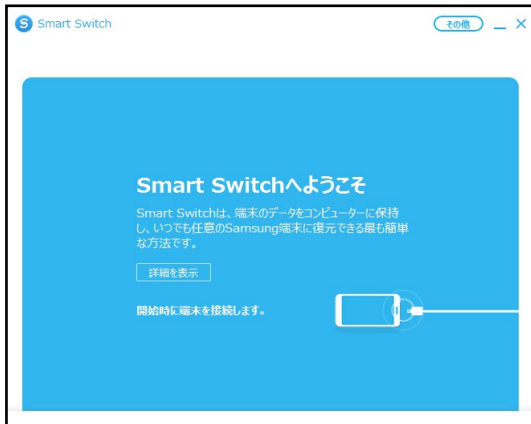 Smart Switch
その他
Smart Switchへようこそ
Smart Switchは、端末のデータをコンピューターに保持
し、いつでも任意のSamsung端末に復元できる最も簡単
な方法です。
詳細を表示
開始時に端末を接続します。